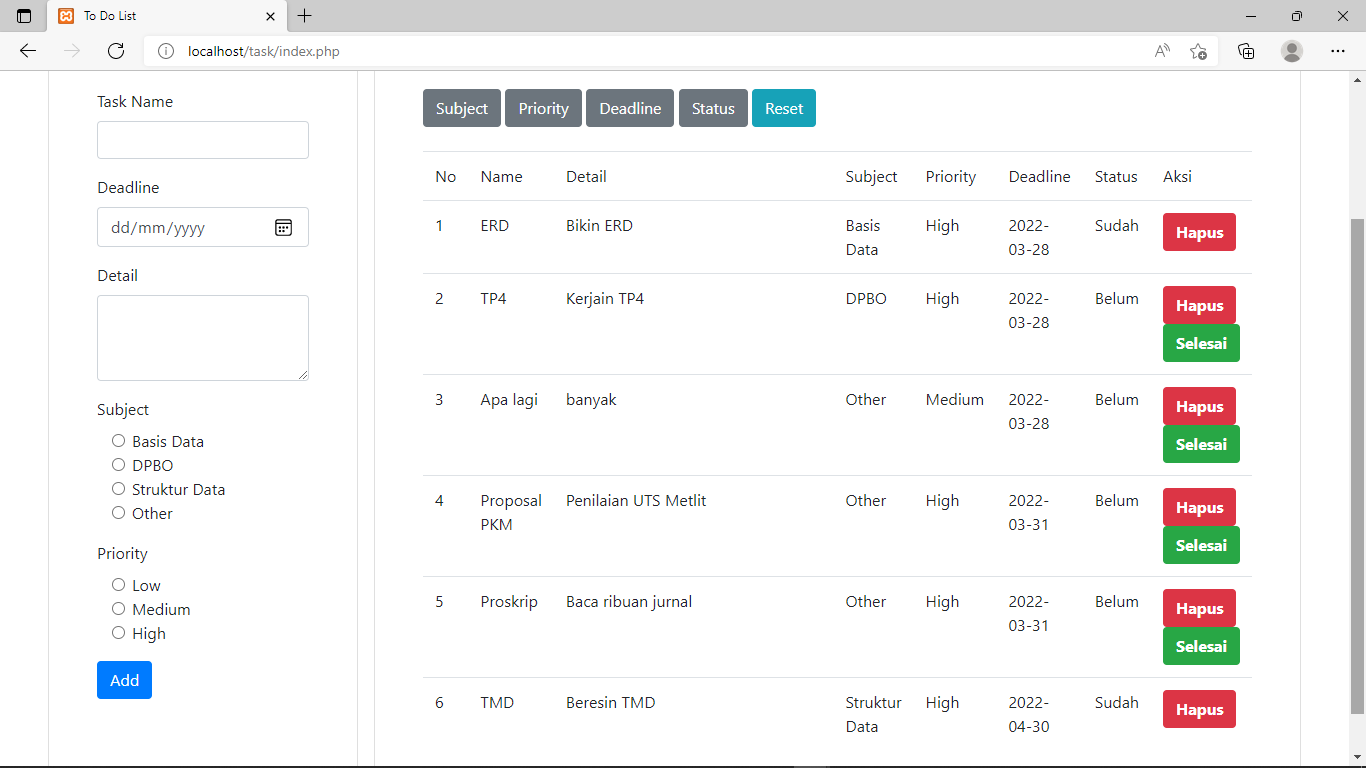 To Do List
localhost/task/index.php
Task Name
Deadline
dd/mm/yyyy
Detail
Subject
Basis Data
DPBO
Struktur Data
Other
Priority
Low
Medium
High
Add
Subject Priority Deadline Status Reset
No Name Detail Subject Priority Deadline Status Aksi
1 ERD Bikin ERD Basis High 2022- Sudah Hapus
Data 03-28
2 TP4 Kerjain TP4 DPBO High 2022- Belum Hapus
03-28 Selesai
3 Apa lagi banyak Other Medium 2022- Belum Hapus
03-28 Selesai
4 Proposal Penilaian UTS Metlit Other High 2022- Belum Hapus
PKM 03-31 Selesai
5 Proskrip Baca ribuan jurnal Other High 2022- Belum Hapus
03-31 Selesai
6 TMD Beresin TMD Struktur High 2022- Sudah Hapus
Data 04-30